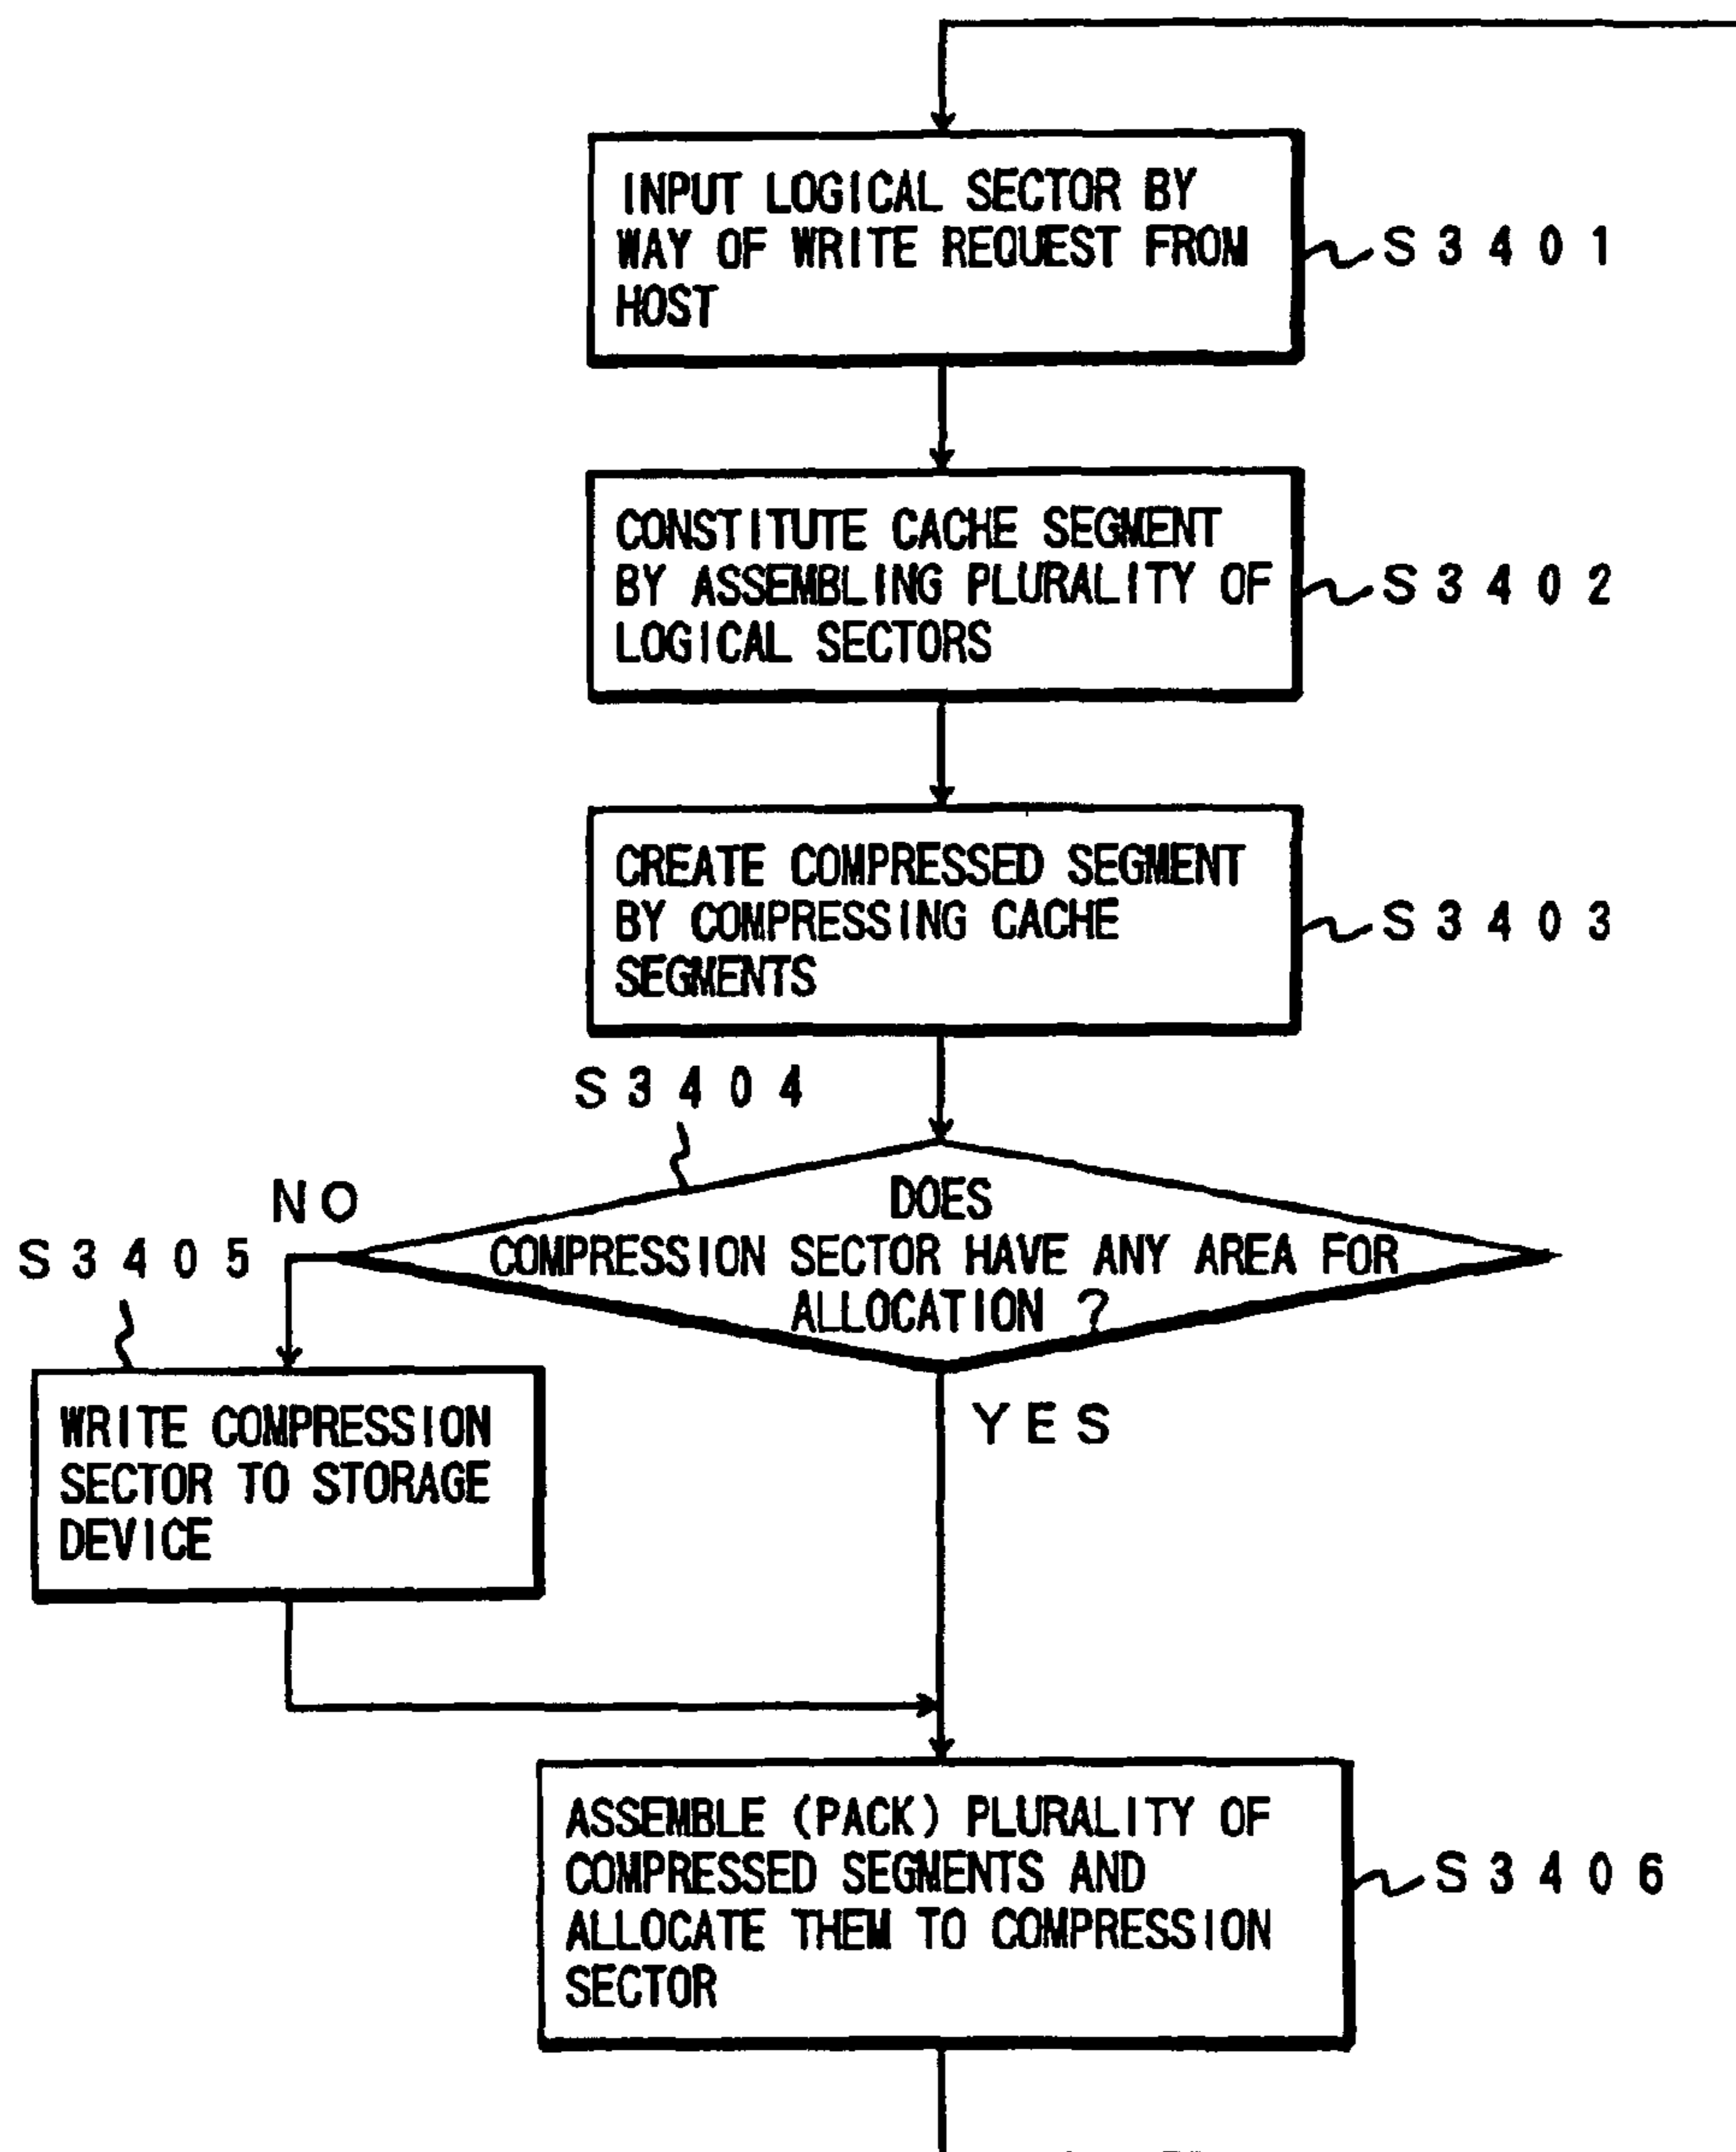 INPUT LOGICAL SECTOR BY
WAY OF WRITE REQUEST FROM
HOST
S3401
CONSTITUTE CACHE SEGMENT
BY ASSEMBLING PLURALITY OF
LOGICAL SECTORS
S3402
CREATE COMPRESSED SEGMENT
BY COMPRESSING CACHE
SEGMENTS
S3403
S3404
DOES
COMPRESSION SECTOR HAVE ANY AREA FOR
ALLOCATION ?
NO
YES
S3405
WRITE COMPRESSION
SECTOR TO STORAGE
DEVICE
ASSEMBLE (PACK) PLURALITY OF
COMPRESSED SEGMENTS AND
ALLOCATE THEM TO COMPRESSION
SECTOR
S3406